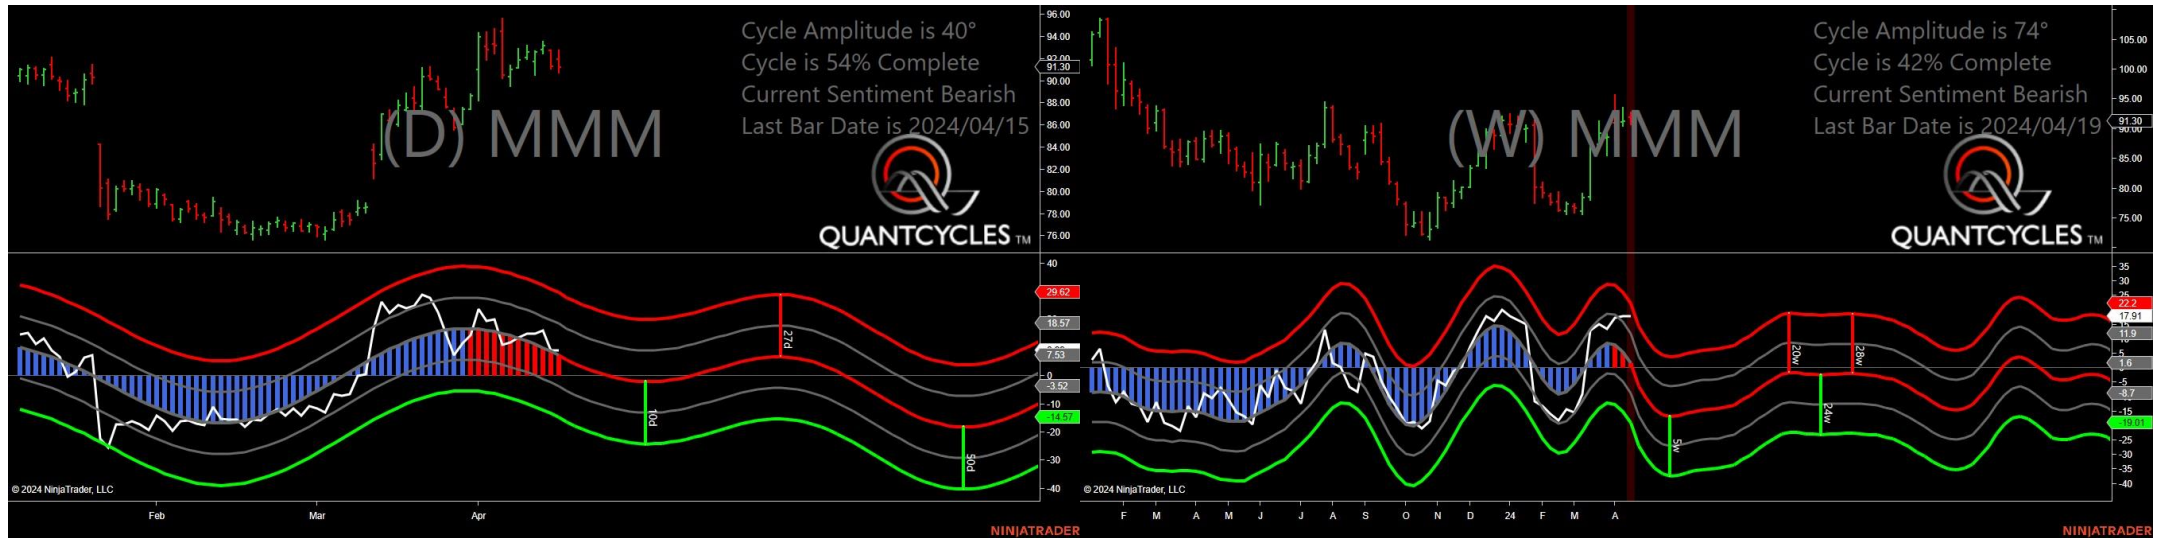 Cycle Amplitude is 40°
Cycle is 54% Complete
Current Sentiment Bearish
Last Bar Date is 2024/04/15
(D) MMM
QUANTCYCLES TM
96.00
94.00
92.00
91.30
90.00
88.00
86.00
84.00
82.00
80.00
78.00
76.00
40
29.62
18.57
7.53
0
-3.52
-10
-14.57
-20
-30
-40
10d
27d
50d
© 2024 NinjaTrader, LLC
Feb Mar Apr
NINJATRADER
Cycle Amplitude is 74°
Cycle is 42% Complete
Current Sentiment Bearish
Last Bar Date is 2024/04/19
(W) MMM
QUANTCYCLES TM
105.00
100.00
95.00
91.30
90.00
85.00
80.00
75.00
35
30
25
22.2
17.91
15
11.9
5
1.6
-5
-8.7
-15
-19.01
-25
-30
-35
-40
5w
20w
24w
28w
© 2024 NinjaTrader, LLC
F M A M J J A S O N D 24 F M A
NINJATRADER